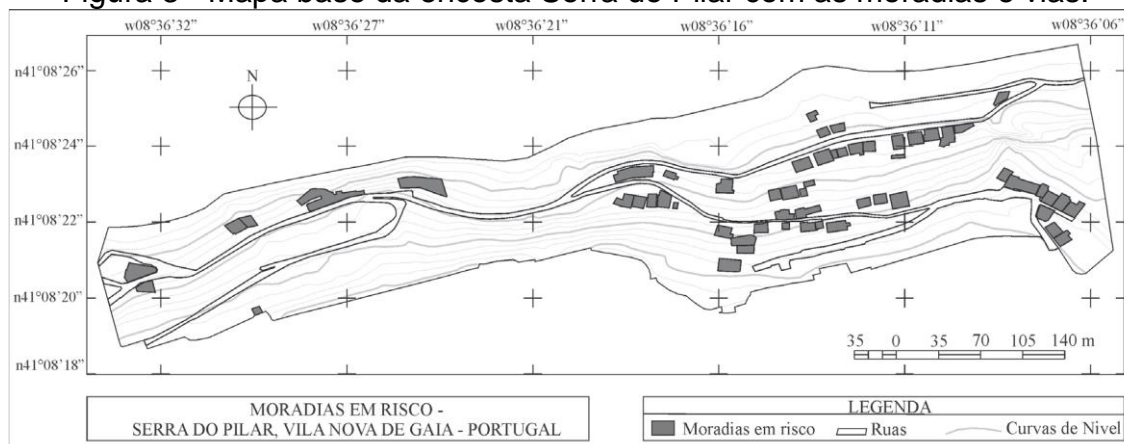 Figura 3 - Mapa base da encosta Serra do Pilar com as moradias e vias.
w08°36'32 w08°36'27 w08°36'21 w08°36'16 w08°36'11 w08°36'06
n41°08'26
N
n41°08'24
n41°08'22
n41°08'20
35 0 35 70 105 140 m
n41°08'18
MORADIAS EM RISCO -
SERRA DO PILAR, VILA NOVA DE GAIA - PORTUGAL
LEGENDA
Moradias em risco Ruas Curvas de Nivel